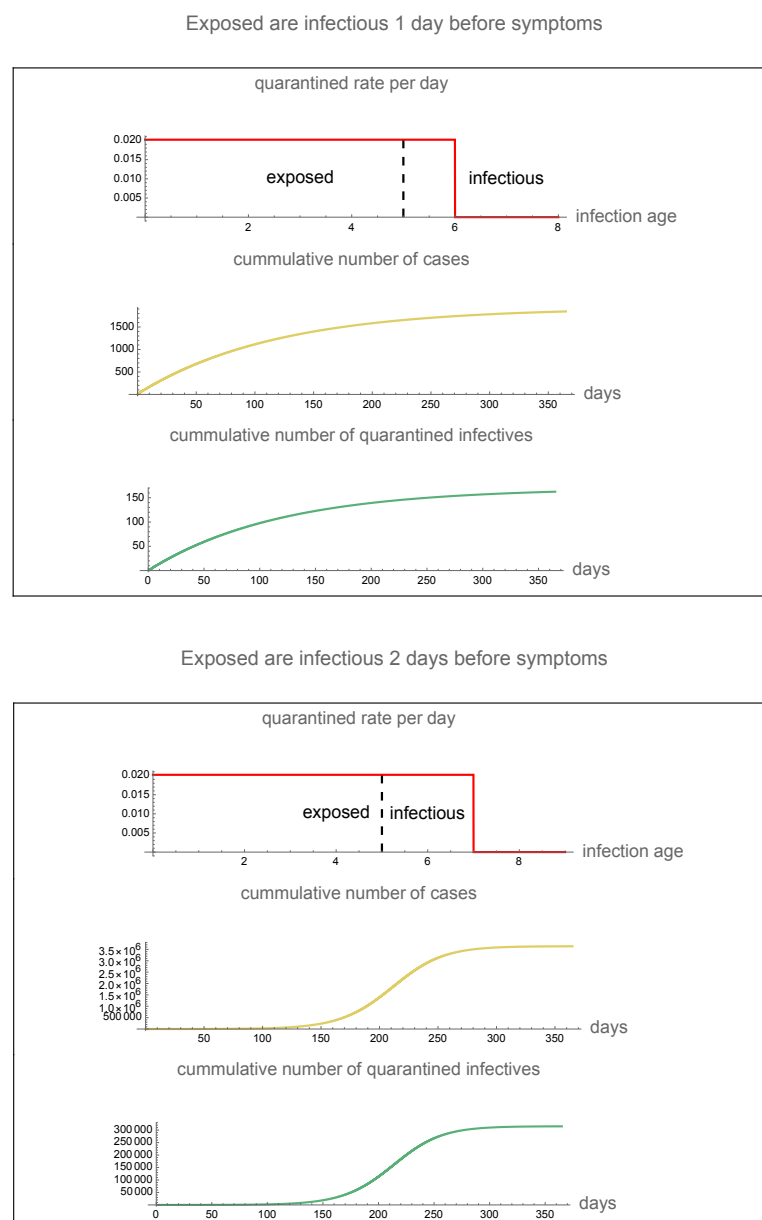 Exposed are infectious 1 day before symptoms
quarantined rate per day
0.020
0.015
0.010
0.005
exposed
infectious
2 4 6 8
infection age
cummulative number of cases
1500
1000
500
50 100 150 200 250 300 350
days
cummulative number of quarantined infectives
150
100
50
0 50 100 150 200 250 300 350
days
Exposed are infectious 2 days before symptoms
quarantined rate per day
0.020
0.015
0.010
0.005
exposed
infectious
2 4 6 8
infection age
cummulative number of cases
3.5×10⁶
3.0×10⁶
2.5×10⁶
2.0×10⁶
1.5×10⁶
1.0×10⁶
500 000
50 100 150 200 250 300 350
days
cummulative number of quarantined infectives
300 000
250 000
200 000
150 000
100 000
50 000
0 50 100 150 200 250 300 350
days